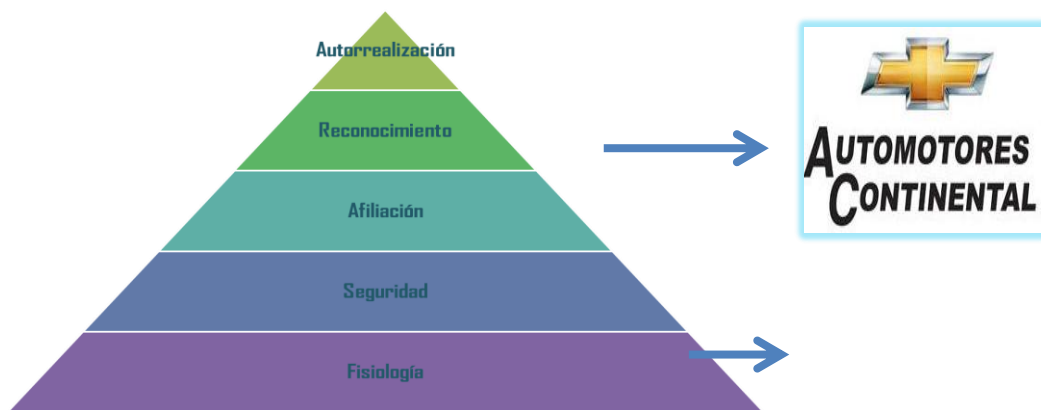 Autorrealización
Reconocimiento
Afiliación
Seguridad
Fisiología
AUTOMOTORES
CONTINENTAL